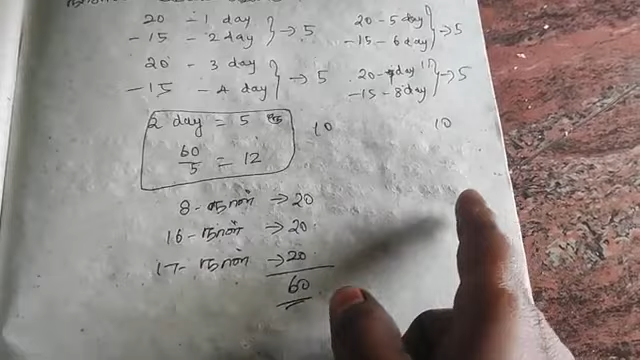 20 - 1 day } → 5    20 - 5 day } → 5
- 15 - 2 day    - 15 - 6 day
20 - 3 day } → 5    20 - 7 day } → 5
- 15 - 4 day    - 15 - 8 day
2 day = 5    10    10
60/5 = 12
8 - நாள் → 20
16 - நாள் → 20
17 - நாள் → 20
60